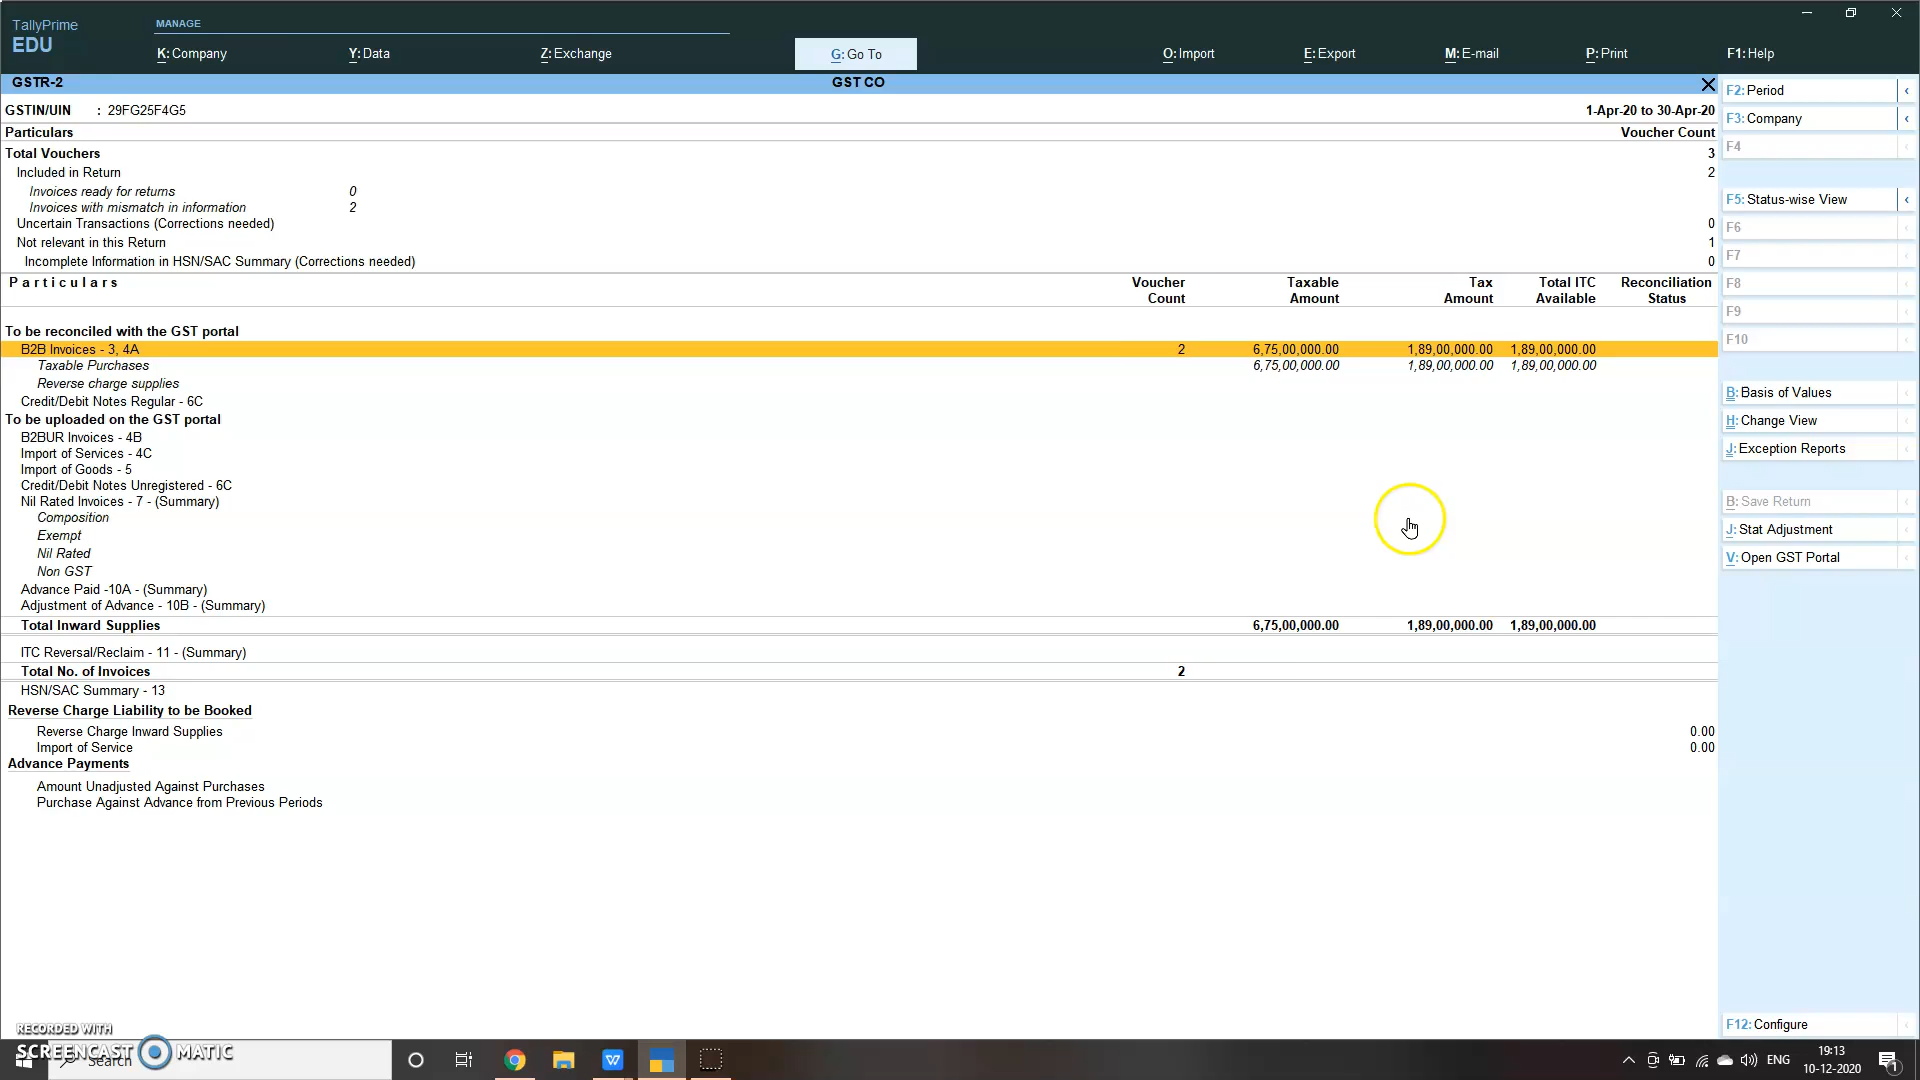 TallyPrime
EDU
MANAGE
K: Company
Y: Data
Z: Exchange
G: Go To
O: Import
E: Export
M: E-mail
P: Print
F1: Help
GSTR-2
GST CO
GSTIN/UIN : 29FG25F4G5
1-Apr-20 to 30-Apr-20
Particulars Voucher Count
Total Vouchers 3
Included in Return 2
Invoices ready for returns 0
Invoices with mismatch in information 2
Uncertain Transactions (Corrections needed) 0
Not relevant in this Return 1
Incomplete Information in HSN/SAC Summary (Corrections needed) 0
Particulars Voucher Count Taxable Amount Tax Amount Total ITC Available Reconciliation Status
To be reconciled with the GST portal
B2B Invoices - 3, 4A 2 6,75,00,000.00 1,89,00,000.00 1,89,00,000.00
Taxable Purchases 6,75,00,000.00 1,89,00,000.00 1,89,00,000.00
Reverse charge supplies
Credit/Debit Notes Regular - 6C
To be uploaded on the GST portal
B2BUR Invoices - 4B
Import of Services - 4C
Import of Goods - 5
Credit/Debit Notes Unregistered - 6C
Nil Rated Invoices - 7 - (Summary)
Composition
Exempt
Nil Rated
Non GST
Advance Paid -10A - (Summary)
Adjustment of Advance - 10B - (Summary)
Total Inward Supplies 6,75,00,000.00 1,89,00,000.00 1,89,00,000.00
ITC Reversal/Reclaim - 11 - (Summary)
Total No. of Invoices 2
HSN/SAC Summary - 13
Reverse Charge Liability to be Booked
Reverse Charge Inward Supplies 0.00
Import of Service 0.00
Advance Payments
Amount Unadjusted Against Purchases
Purchase Against Advance from Previous Periods
F2: Period
F3: Company
F4
F5: Status-wise View
F6
F7
F8
F9
F10
B: Basis of Values
H: Change View
J: Exception Reports
B: Save Return
J: Stat Adjustment
V: Open GST Portal
F12: Configure
RECORDED WITH
SCREENCAST MATIC
Search
W
ENG
19:13
10-12-2020
1